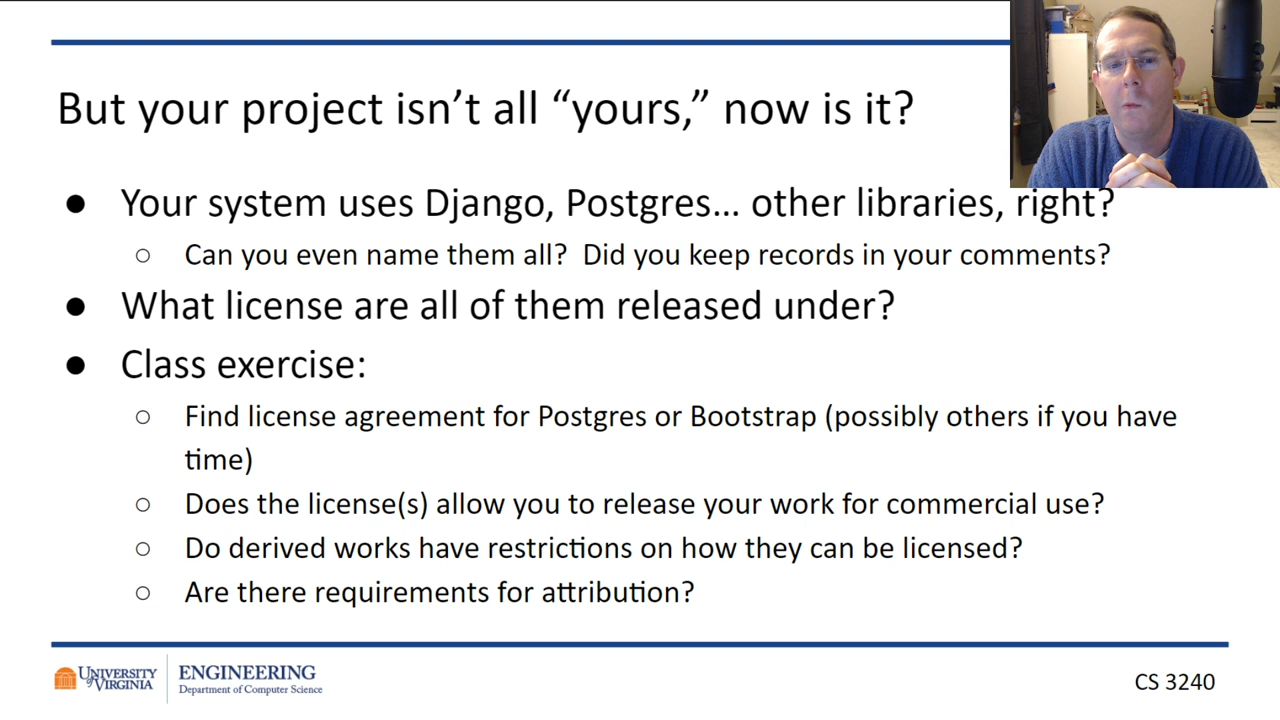 But your project isn't all “yours,” now is it?
● Your system uses Django, Postgres… other libraries, right?
○ Can you even name them all? Did you keep records in your comments?
● What license are all of them released under?
● Class exercise:
○ Find license agreement for Postgres or Bootstrap (possibly others if you have
time)
○ Does the license(s) allow you to release your work for commercial use?
○ Do derived works have restrictions on how they can be licensed?
○ Are there requirements for attribution?
UNIVERSITY
of VIRGINIA
ENGINEERING
Department of Computer Science
CS 3240